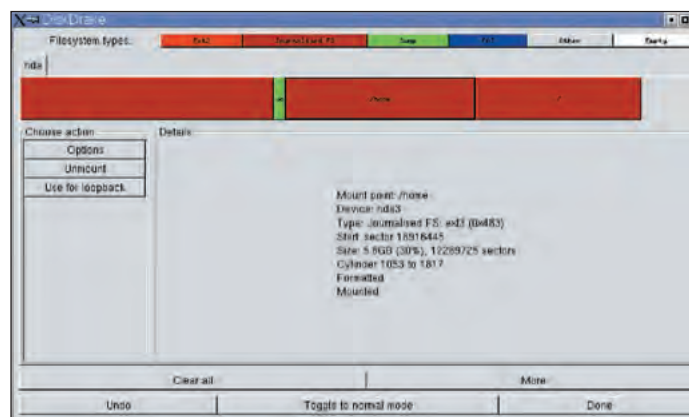 DiskDrake
Filesystem types: Ext2 Journalised FS Swap FAT Other Empty
hda
/home /
Choose action Details
Options
Unmount
Use for loopback
Mount point: /home
Device: hda3
Type: Journalised FS: ext3 (0x483)
Start: sector 16916445
Size: 5.8GB (30%), 12289725 sectors
Cylinder 1053 to 1817
Formatted
Mounted
Clear all More
Undo Toggle to normal mode Done